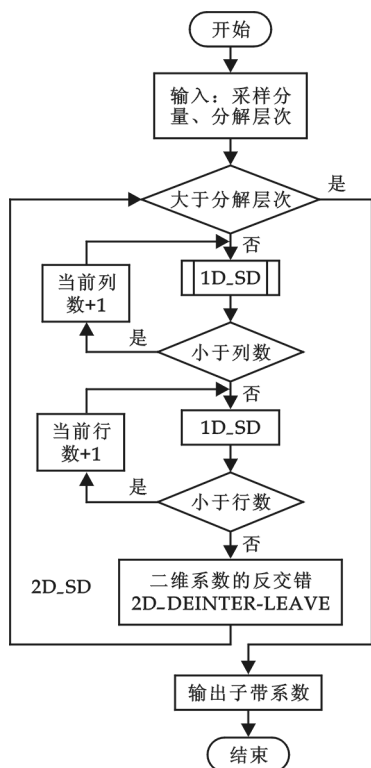 开始
输入：采样分
量、分解层次
大于分解层次
是
否
1D_SD
当前列
数+1
是
小于列数
否
1D_SD
当前行
数+1
是
小于行数
否
二维系数的反交错
2D_DEINTER-LEAVE
2D_SD
输出子带系数
结束